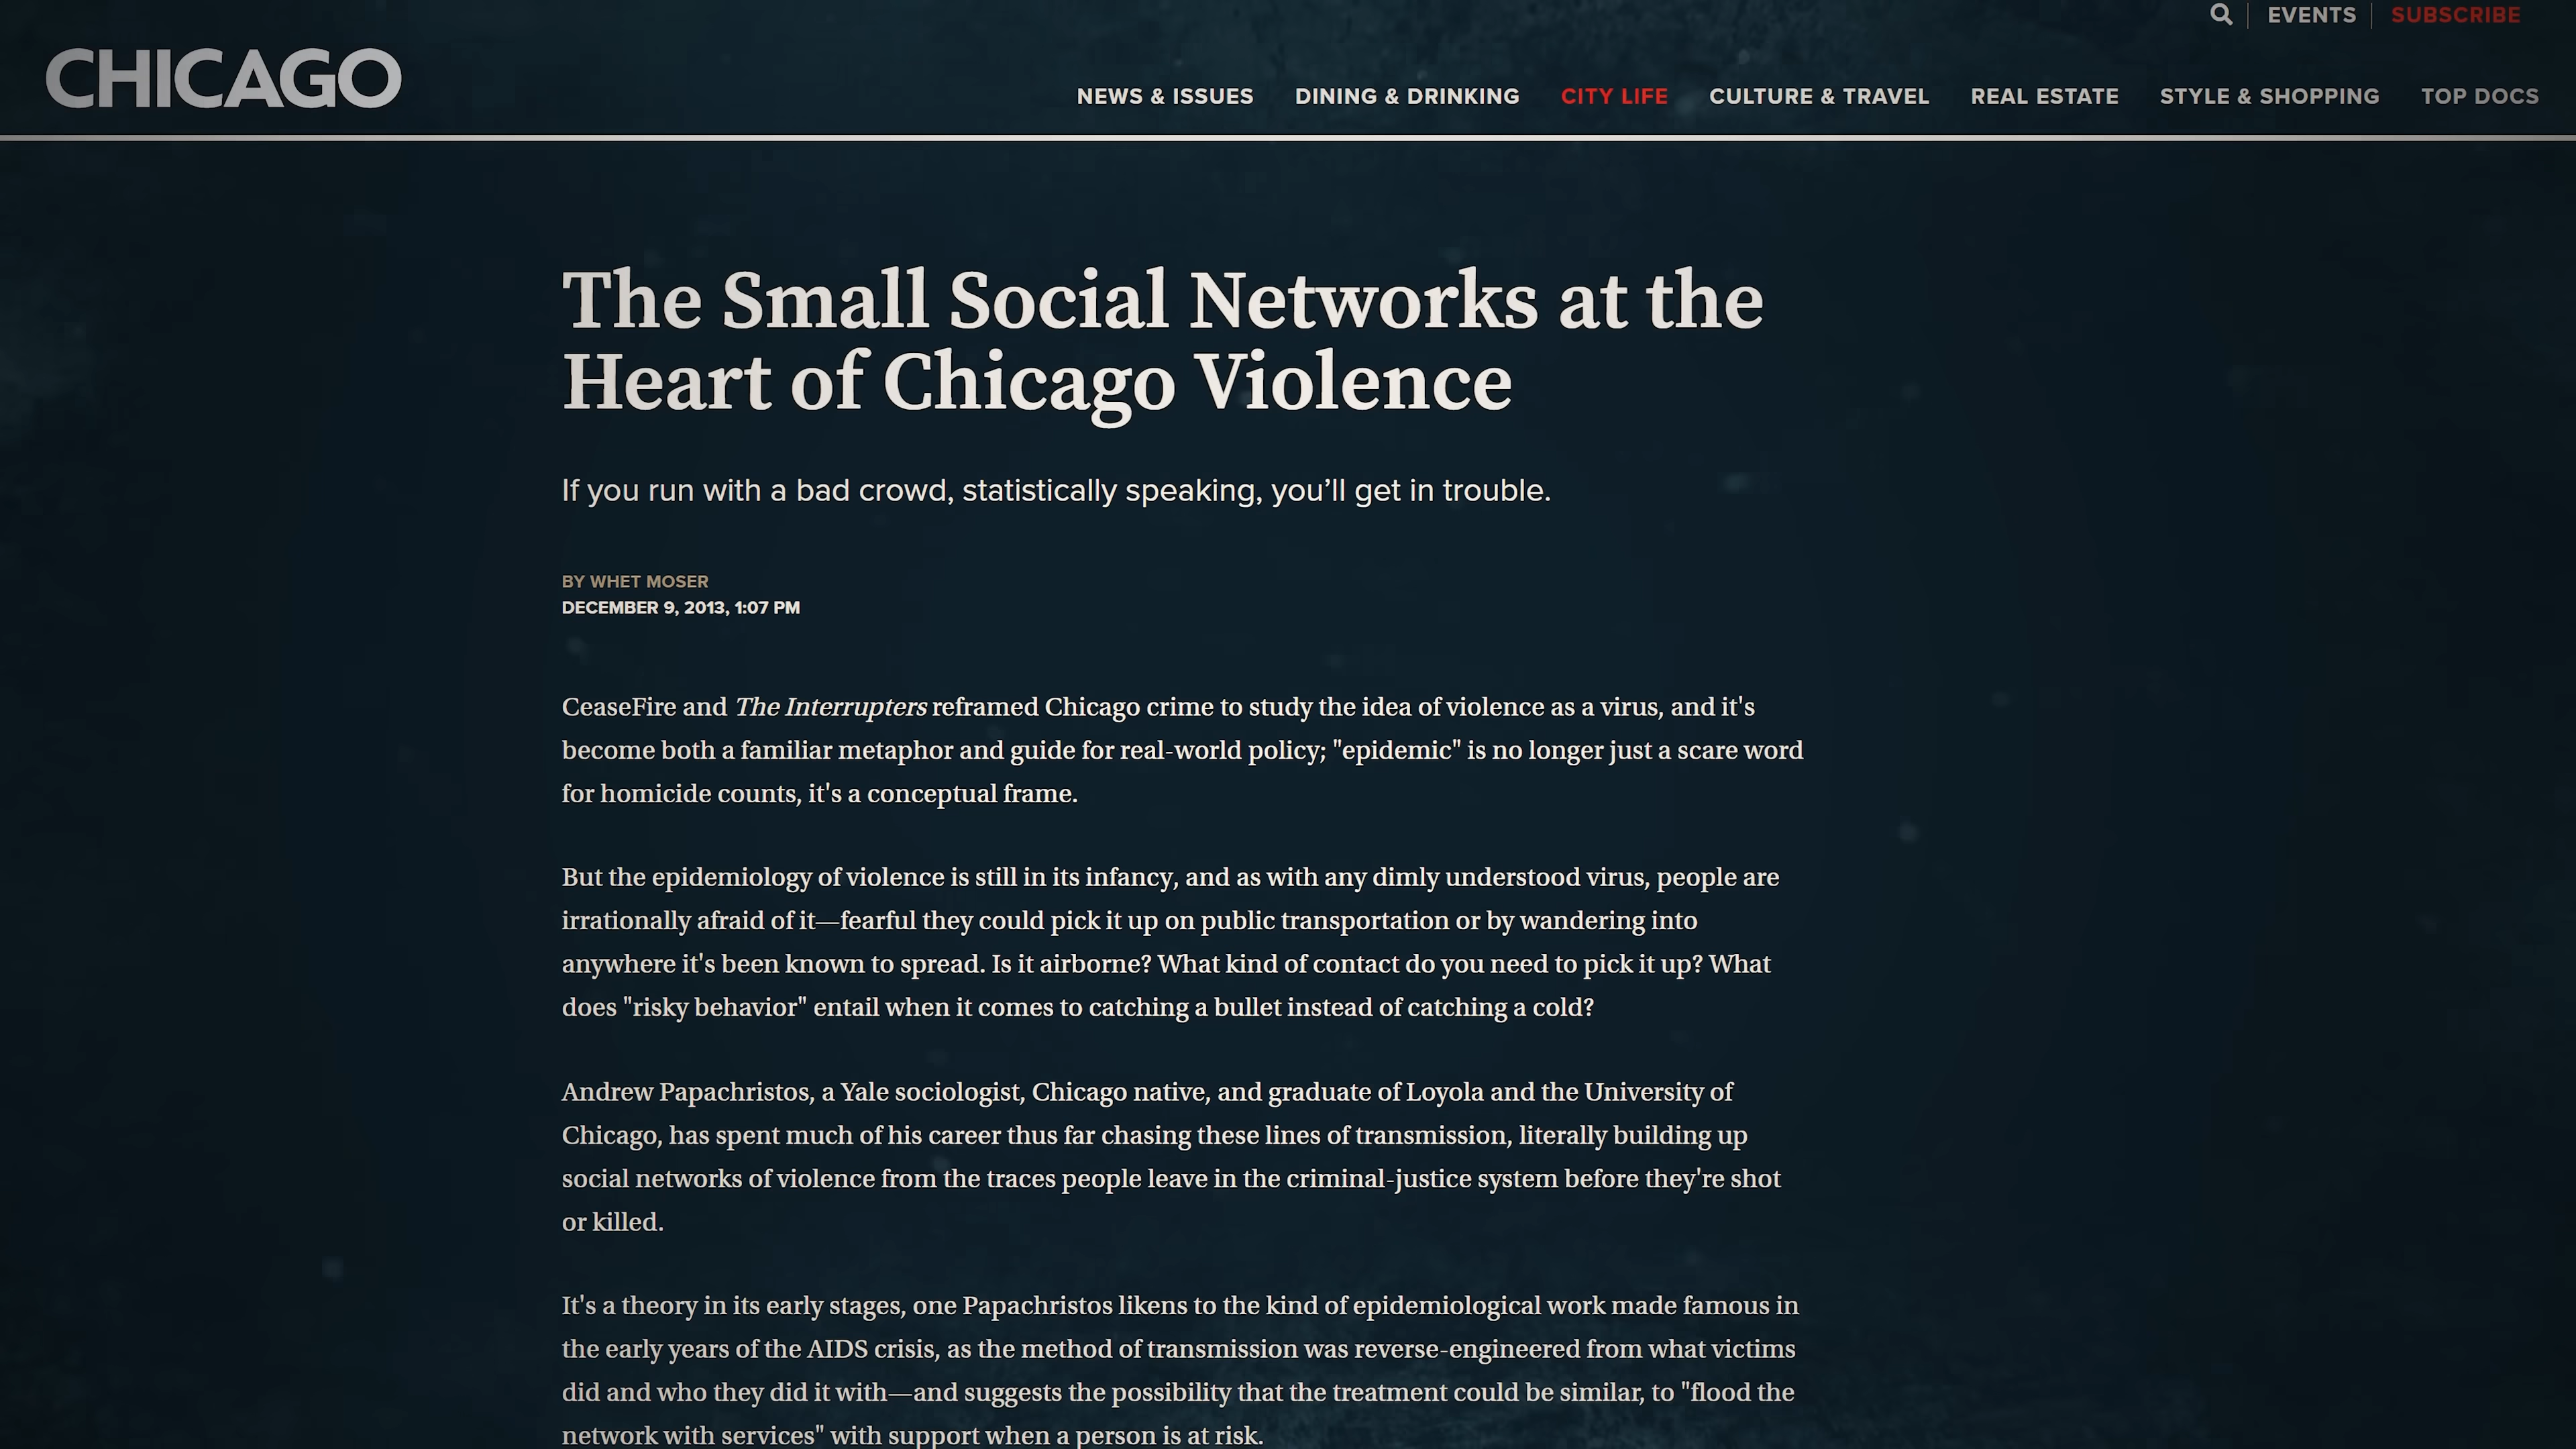 EVENTS
SUBSCRIBE
CHICAGO
NEWS & ISSUES
DINING & DRINKING
CITY LIFE
CULTURE & TRAVEL
REAL ESTATE
STYLE & SHOPPING
TOP DOCS
The Small Social Networks at the
Heart of Chicago Violence
If you run with a bad crowd, statistically speaking, you’ll get in trouble.
BY WHET MOSER
DECEMBER 9, 2013, 1:07 PM
CeaseFire and The Interrupters reframed Chicago crime to study the idea of violence as a virus, and it's
become both a familiar metaphor and guide for real-world policy; "epidemic" is no longer just a scare word
for homicide counts, it's a conceptual frame.
But the epidemiology of violence is still in its infancy, and as with any dimly understood virus, people are
irrationally afraid of it—fearful they could pick it up on public transportation or by wandering into
anywhere it's been known to spread. Is it airborne? What kind of contact do you need to pick it up? What
does "risky behavior" entail when it comes to catching a bullet instead of catching a cold?
Andrew Papachristos, a Yale sociologist, Chicago native, and graduate of Loyola and the University of
Chicago, has spent much of his career thus far chasing these lines of transmission, literally building up
social networks of violence from the traces people leave in the criminal-justice system before they're shot
or killed.
It's a theory in its early stages, one Papachristos likens to the kind of epidemiological work made famous in
the early years of the AIDS crisis, as the method of transmission was reverse-engineered from what victims
did and who they did it with—and suggests the possibility that the treatment could be similar, to "flood the
network with services" with support when a person is at risk.